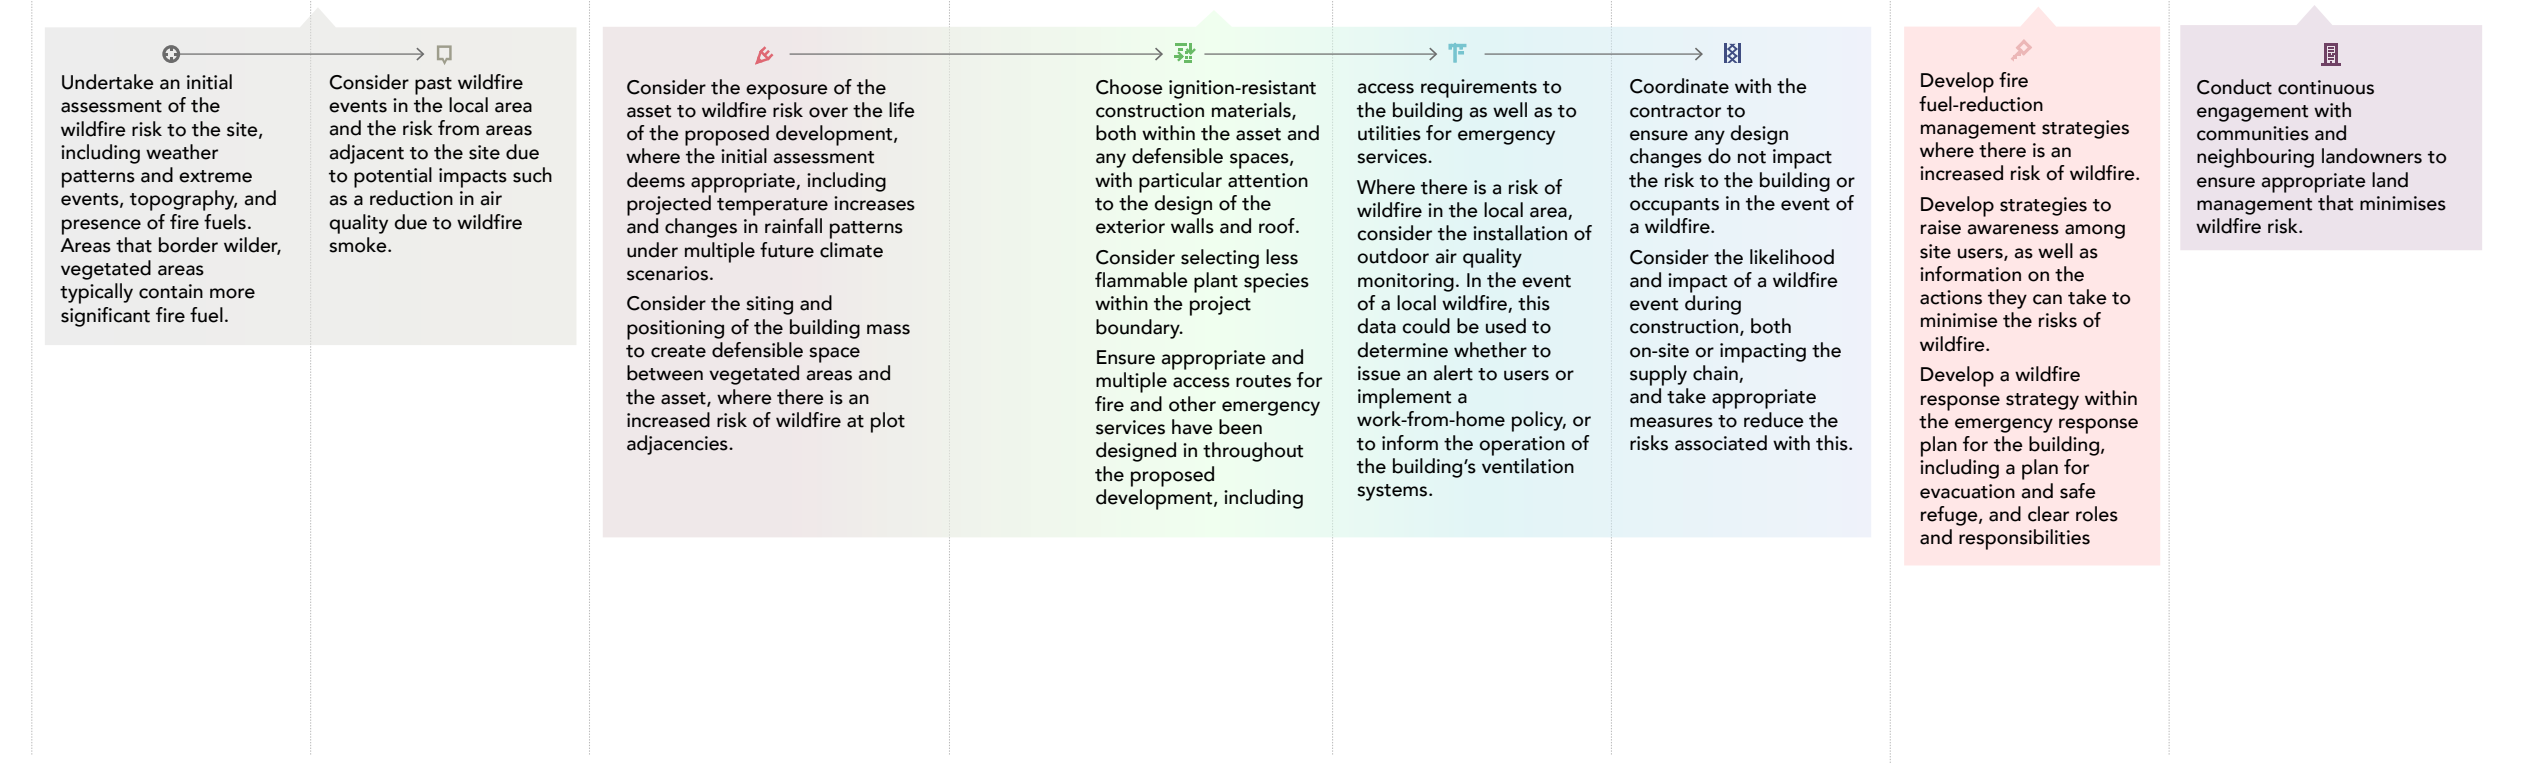 Undertake an initial
assessment of the
wildfire risk to the site,
including weather
patterns and extreme
events, topography, and
presence of fire fuels.
Areas that border wilder,
vegetated areas
typically contain more
significant fire fuel.
Consider past wildfire
events in the local area
and the risk from areas
adjacent to the site due
to potential impacts such
as a reduction in air
quality due to wildfire
smoke.
Consider the exposure of the
asset to wildfire risk over the life
of the proposed development,
where the initial assessment
deems appropriate, including
projected temperature increases
and changes in rainfall patterns
under multiple future climate
scenarios.
Consider the siting and
positioning of the building mass
to create defensible space
between vegetated areas and
the asset, where there is an
increased risk of wildfire at plot
adjacencies.
Choose ignition-resistant
construction materials,
both within the asset and
any defensible spaces,
with particular attention
to the design of the
exterior walls and roof.
Consider selecting less
flammable plant species
within the project
boundary.
Ensure appropriate and
multiple access routes for
fire and other emergency
services have been
designed in throughout
the proposed
development, including
access requirements to
the building as well as to
utilities for emergency
services.
Where there is a risk of
wildfire in the local area,
consider the installation of
outdoor air quality
monitoring. In the event
of a local wildfire, this
data could be used to
determine whether to
issue an alert to users or
implement a
work-from-home policy, or
to inform the operation of
the building’s ventilation
systems.
Coordinate with the
contractor to
ensure any design
changes do not impact
the risk to the building or
occupants in the event of
a wildfire.
Consider the likelihood
and impact of a wildfire
event during
construction, both
on-site or impacting the
supply chain,
and take appropriate
measures to reduce the
risks associated with this.
Develop fire
fuel-reduction
management strategies
where there is an
increased risk of wildfire.
Develop strategies to
raise awareness among
site users, as well as
information on the
actions they can take to
minimise the risks of
wildfire.
Develop a wildfire
response strategy within
the emergency response
plan for the building,
including a plan for
evacuation and safe
refuge, and clear roles
and responsibilities
Conduct continuous
engagement with
communities and
neighbouring landowners to
ensure appropriate land
management that minimises
wildfire risk.